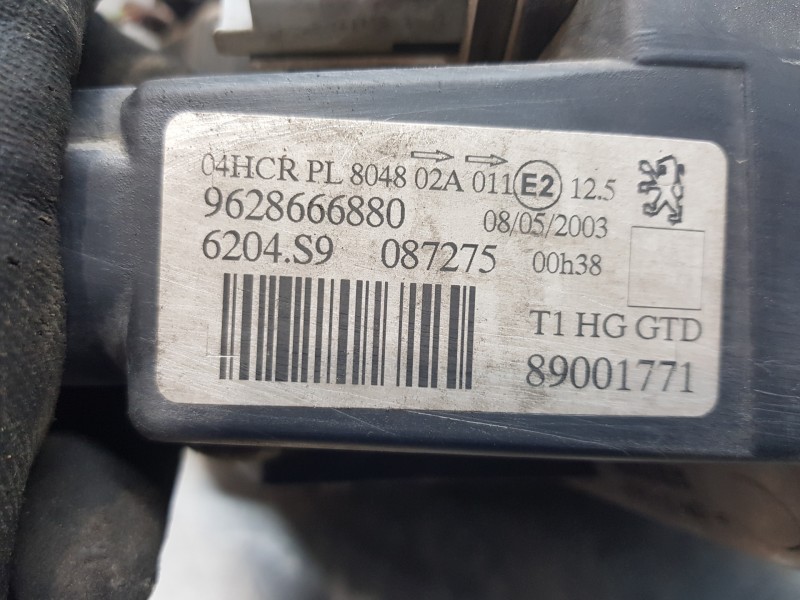 04HCR PL 8048 02A 011 E2 12.5
9628666880 08/05/2003
6204.S9 087275 00h38
T1 HG GTD
89001771